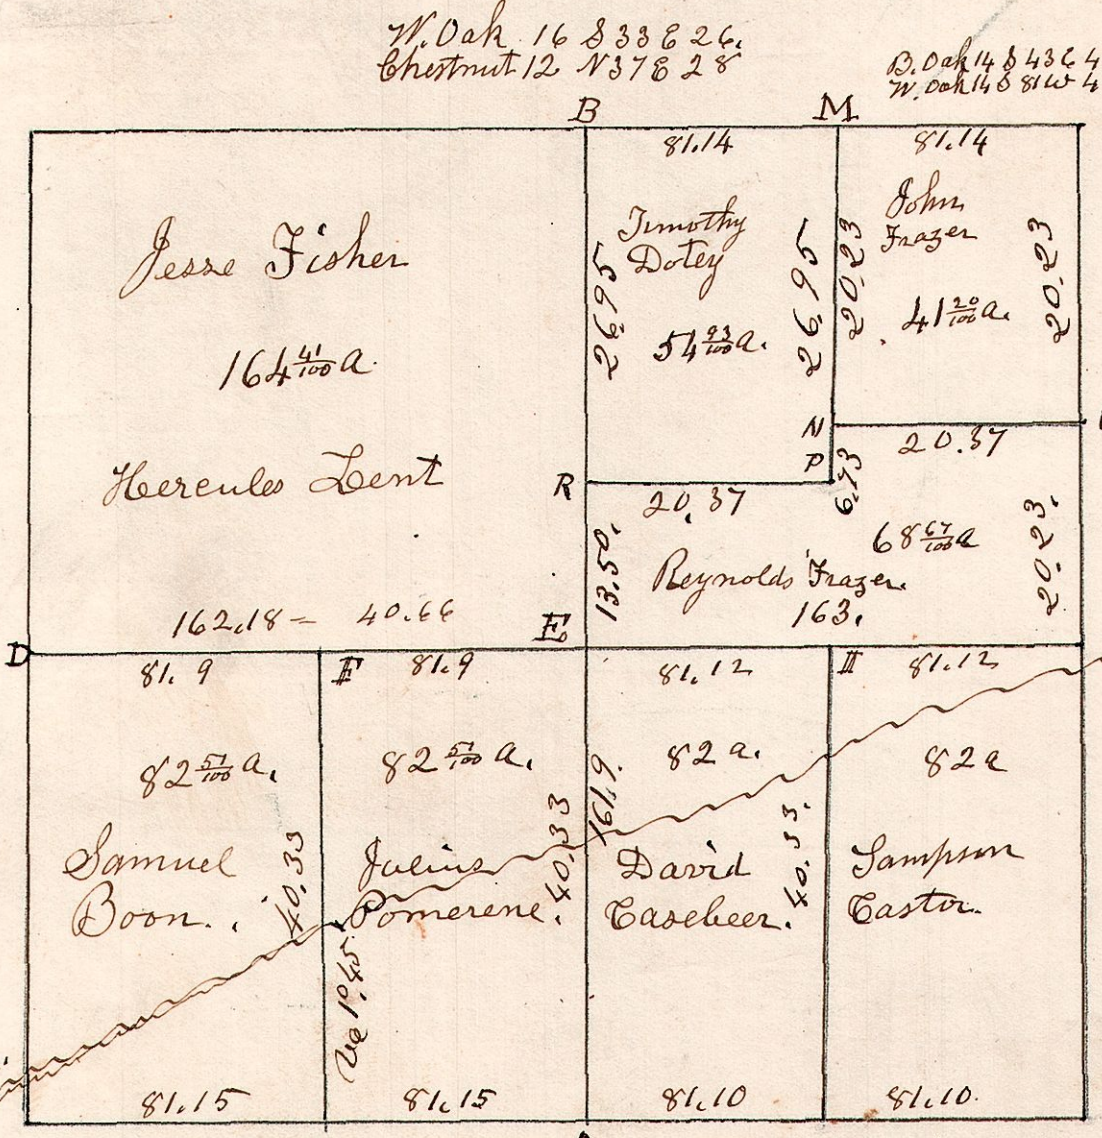 W. Oak 16 S 33 E 26.
Chestnut 12 N 37 E 28
B. Oak 14 S 43 E 4
W. Oak 14 S 81 W 4
B
M
81.14
81.14
Jesse Fisher
164 41/100 a.
Hercules Lent
162.18 = 40.66
Timothy
Dotey
54 93/100 a.
26.95
26.95
John
Frazer
41 20/100 a.
20.23
20.23
N
P
R
20.37
20.37
6.73
68 67/100 a
Reynolds Frazer.
163.
13.50.
20.23.
D
F
E
H
81.9
81.9
81.12
81.12
82 51/100 a.
82 51/100 a.
82 a.
82 a
Samuel
Boon.
40.33
Julius
Pomerene.
40.33
161.9.
David
Casebeer.
40.33.
Sampson
Castor.
Va 1º.45.
81.15
81.15
81.10
81.10.